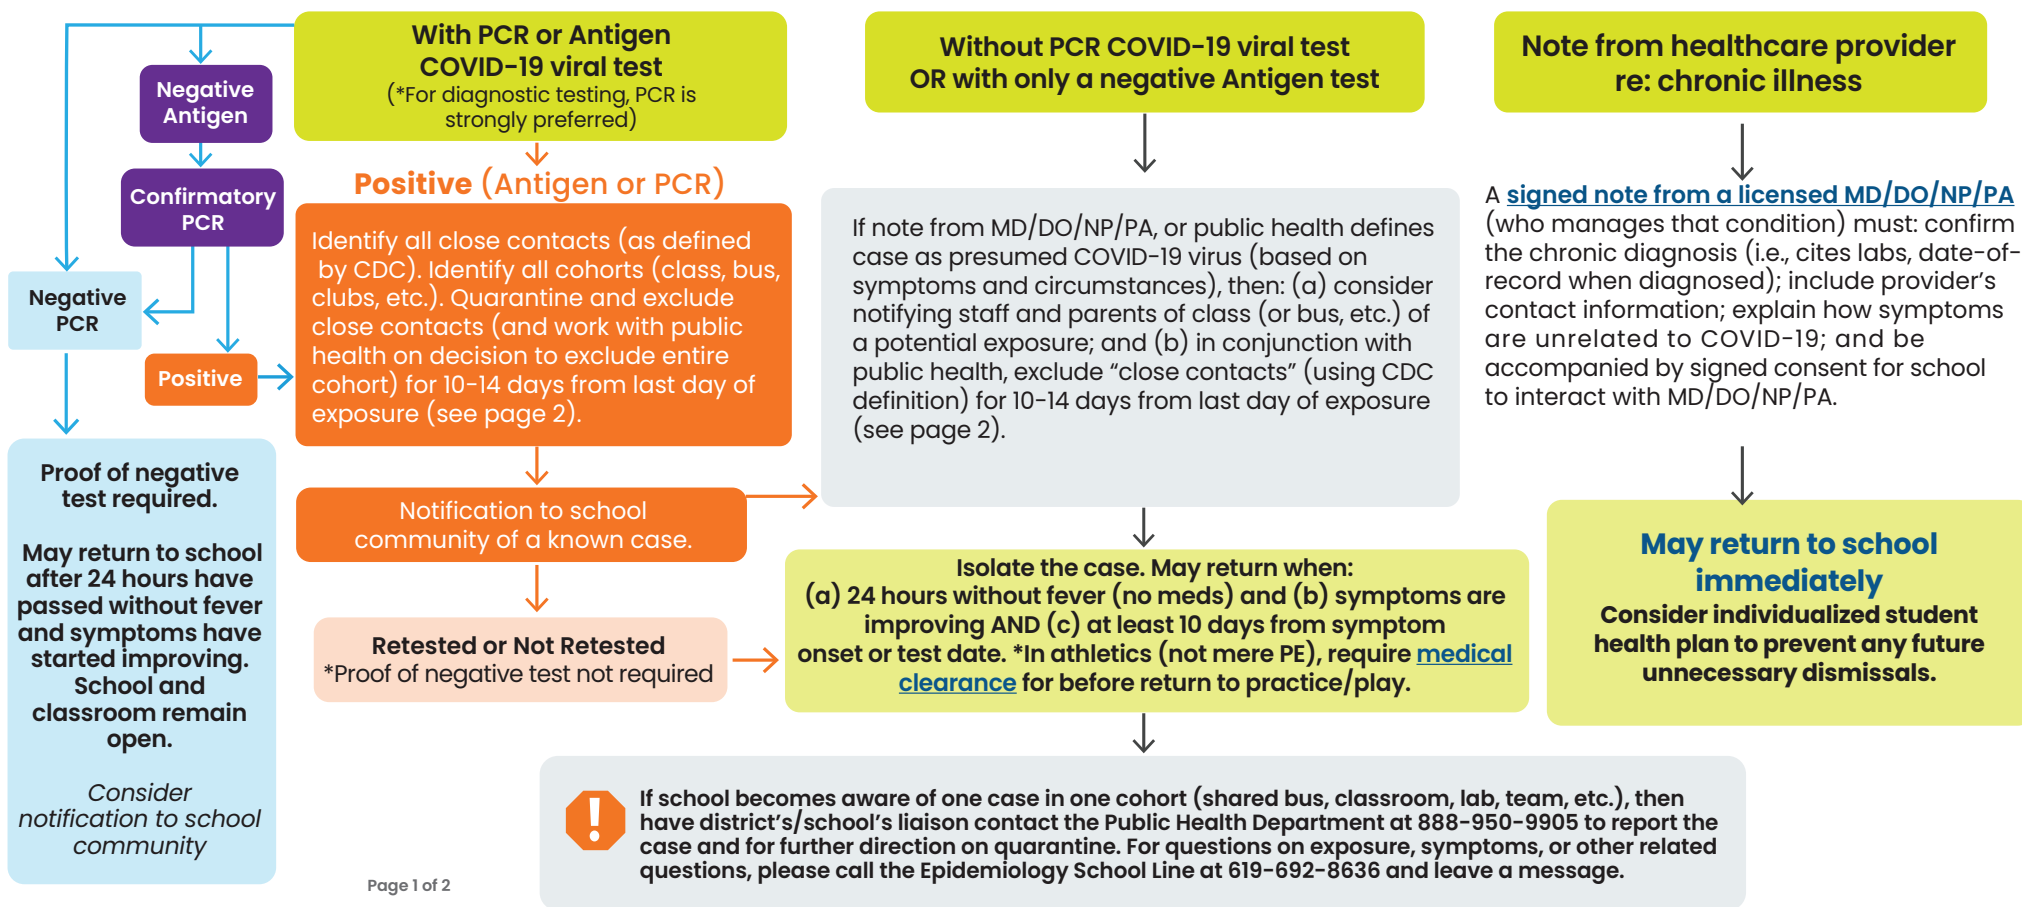 With PCR or Antigen
COVID-19 viral test
(*For diagnostic testing, PCR is
strongly preferred)
Negative
Antigen
Confirmatory
PCR
Negative
PCR
Positive
Proof of negative
test required.
May return to school
after 24 hours have
passed without fever
and symptoms have
started improving.
School and
classroom remain
open.
Consider
notification to school
community
Positive (Antigen or PCR)
Identify all close contacts (as defined
by CDC). Identify all cohorts (class, bus,
clubs, etc.). Quarantine and exclude
close contacts (and work with public
health on decision to exclude entire
cohort) for 10-14 days from last day of
exposure (see page 2).
Notification to school
community of a known case.
Retested or Not Retested
*Proof of negative test not required
Without PCR COVID-19 viral test
OR with only a negative Antigen test
If note from MD/DO/NP/PA, or public health defines
case as presumed COVID-19 virus (based on
symptoms and circumstances), then: (a) consider
notifying staff and parents of class (or bus, etc.) of
a potential exposure; and (b) in conjunction with
public health, exclude “close contacts” (using CDC
definition) for 10-14 days from last day of exposure
(see page 2).
Isolate the case. May return when:
(a) 24 hours without fever (no meds) and (b) symptoms are
improving AND (c) at least 10 days from symptom
onset or test date. *In athletics (not mere PE), require medical
clearance for before return to practice/play.
Note from healthcare provider
re: chronic illness
A signed note from a licensed MD/DO/NP/PA
(who manages that condition) must: confirm
the chronic diagnosis (i.e., cites labs, date-of-
record when diagnosed); include provider’s
contact information; explain how symptoms
are unrelated to COVID-19; and be
accompanied by signed consent for school
to interact with MD/DO/NP/PA.
May return to school
immediately
Consider individualized student
health plan to prevent any future
unnecessary dismissals.
!
If school becomes aware of one case in one cohort (shared bus, classroom, lab, team, etc.), then
have district’s/school’s liaison contact the Public Health Department at 888-950-9905 to report the
case and for further direction on quarantine. For questions on exposure, symptoms, or other related
questions, please call the Epidemiology School Line at 619-692-8636 and leave a message.
Page 1 of 2